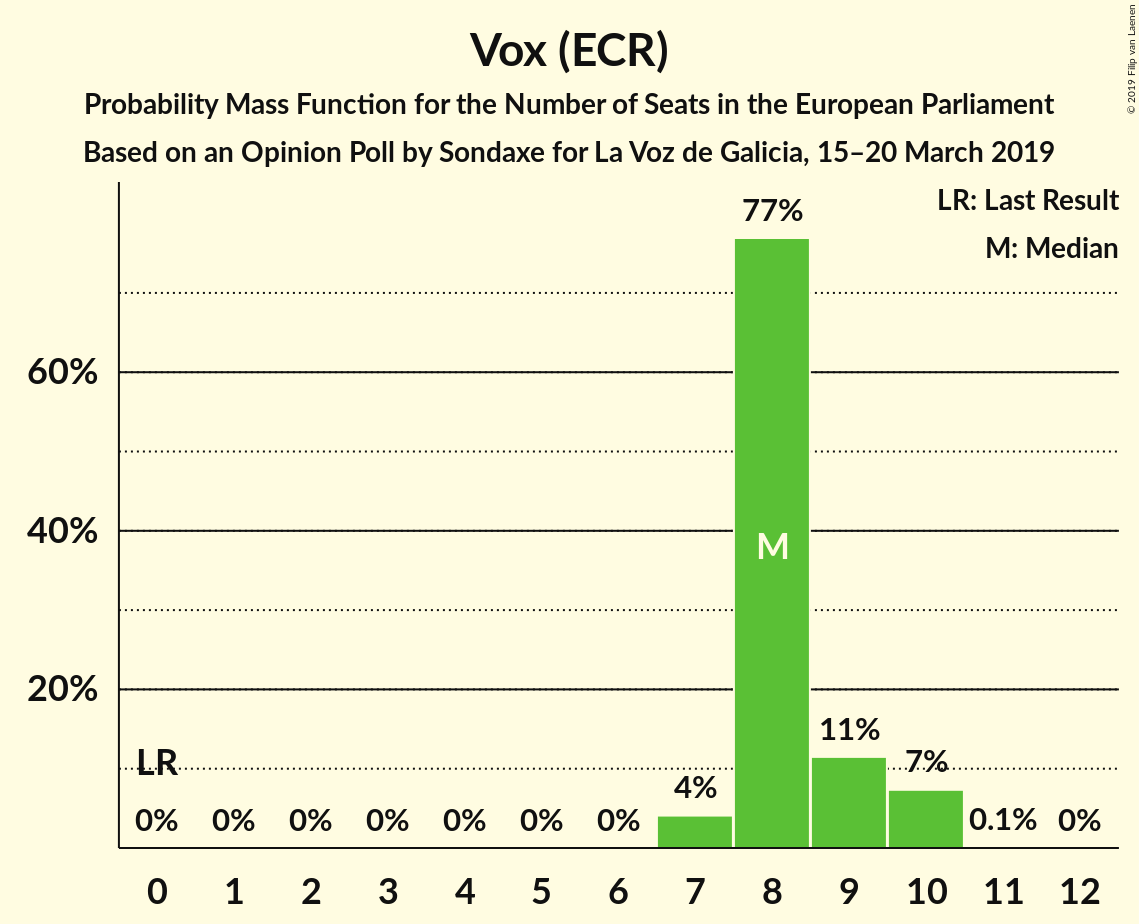 Vox (ECR)
Probability Mass Function for the Number of Seats in the European Parliament
Based on an Opinion Poll by Sondaxe for La Voz de Galicia, 15–20 March 2019
© 2019 Filip van Laenen
LR: Last Result
M: Median
77%
60%
40%
M
20%
11%
LR
7%
4%
0% 0% 0% 0% 0% 0% 0% 0.1% 0%
0 1 2 3 4 5 6 7 8 9 10 11 12